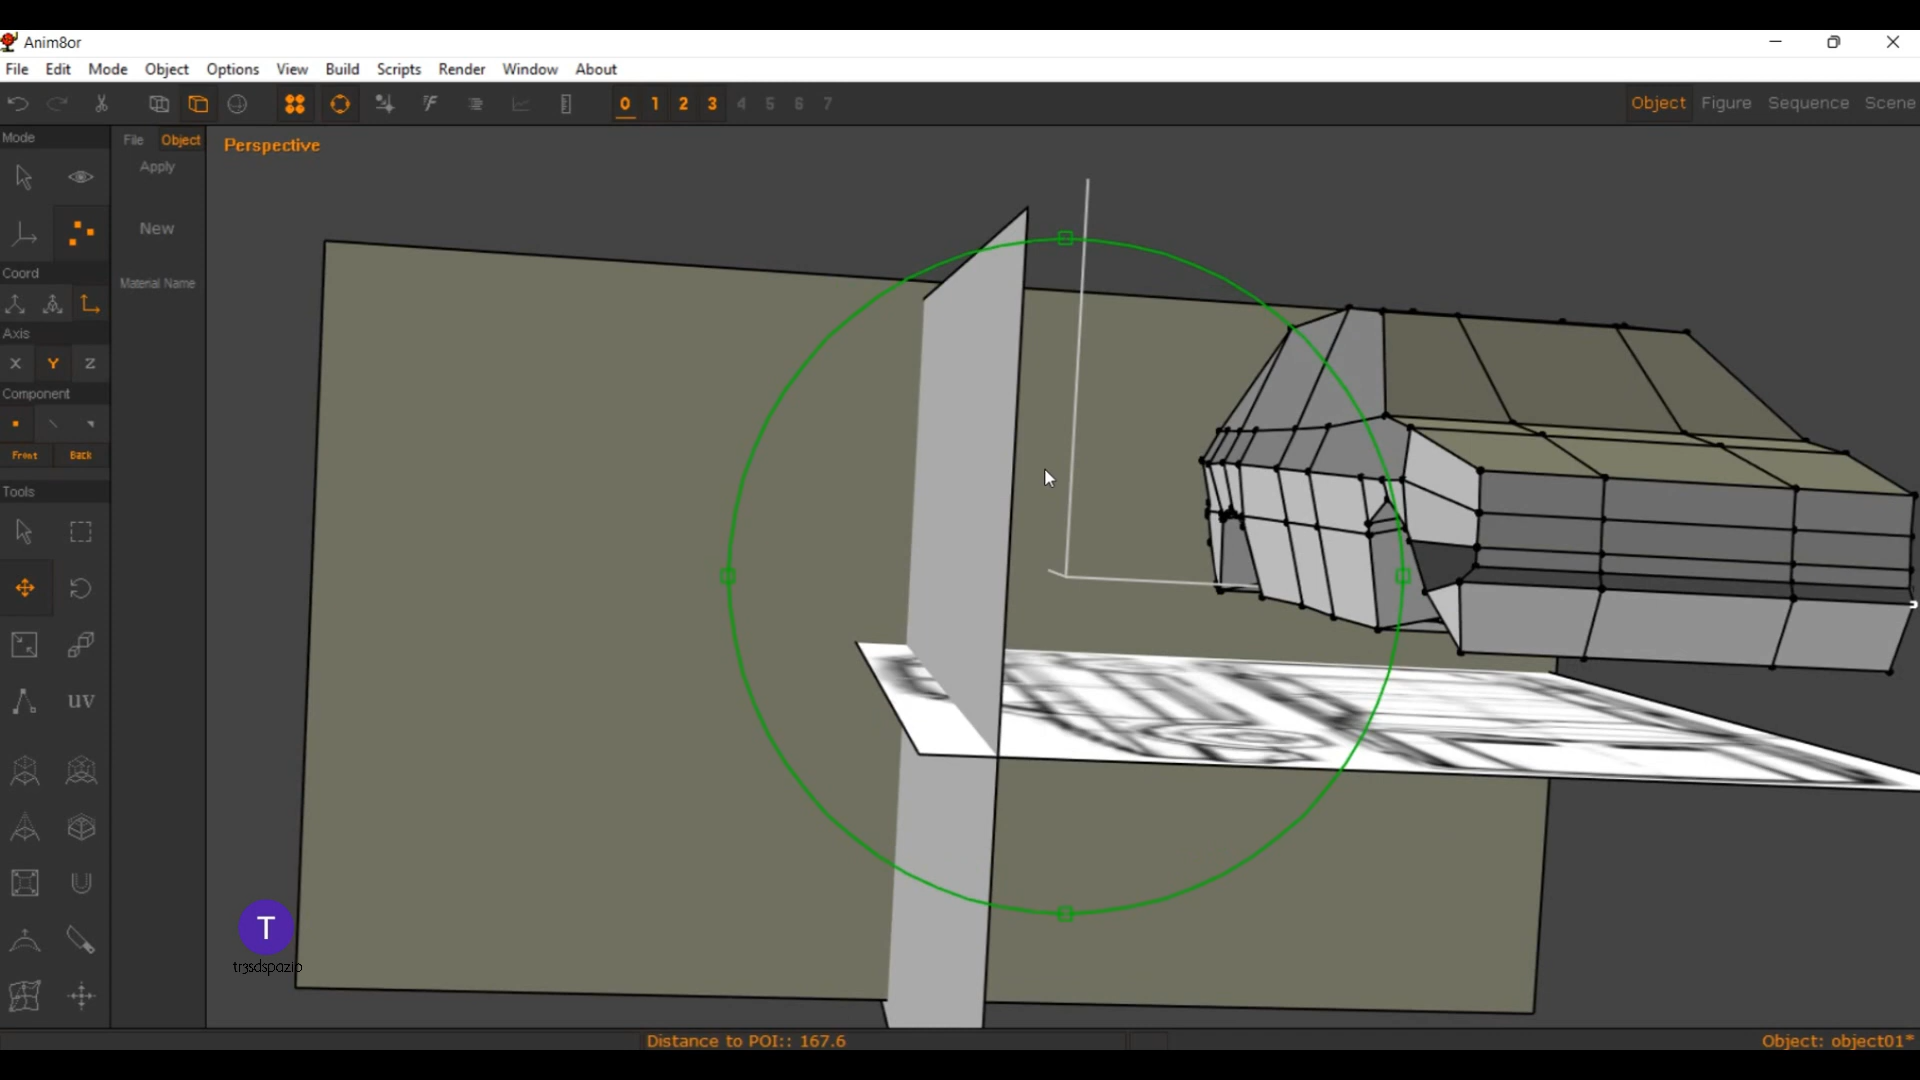 Anim8or
File Edit Mode Object Options View Build Scripts Render Window About
0 1 2 3 4 5 6 7
Object Figure Sequence Scene
Mode
File Object
Perspective
Apply
New
Coord
Material Name
Axis
X Y Z
Component
Front Back
Tools
UV
T
tr3sdspazio
Distance to POI:: 167.6
Object: object01*